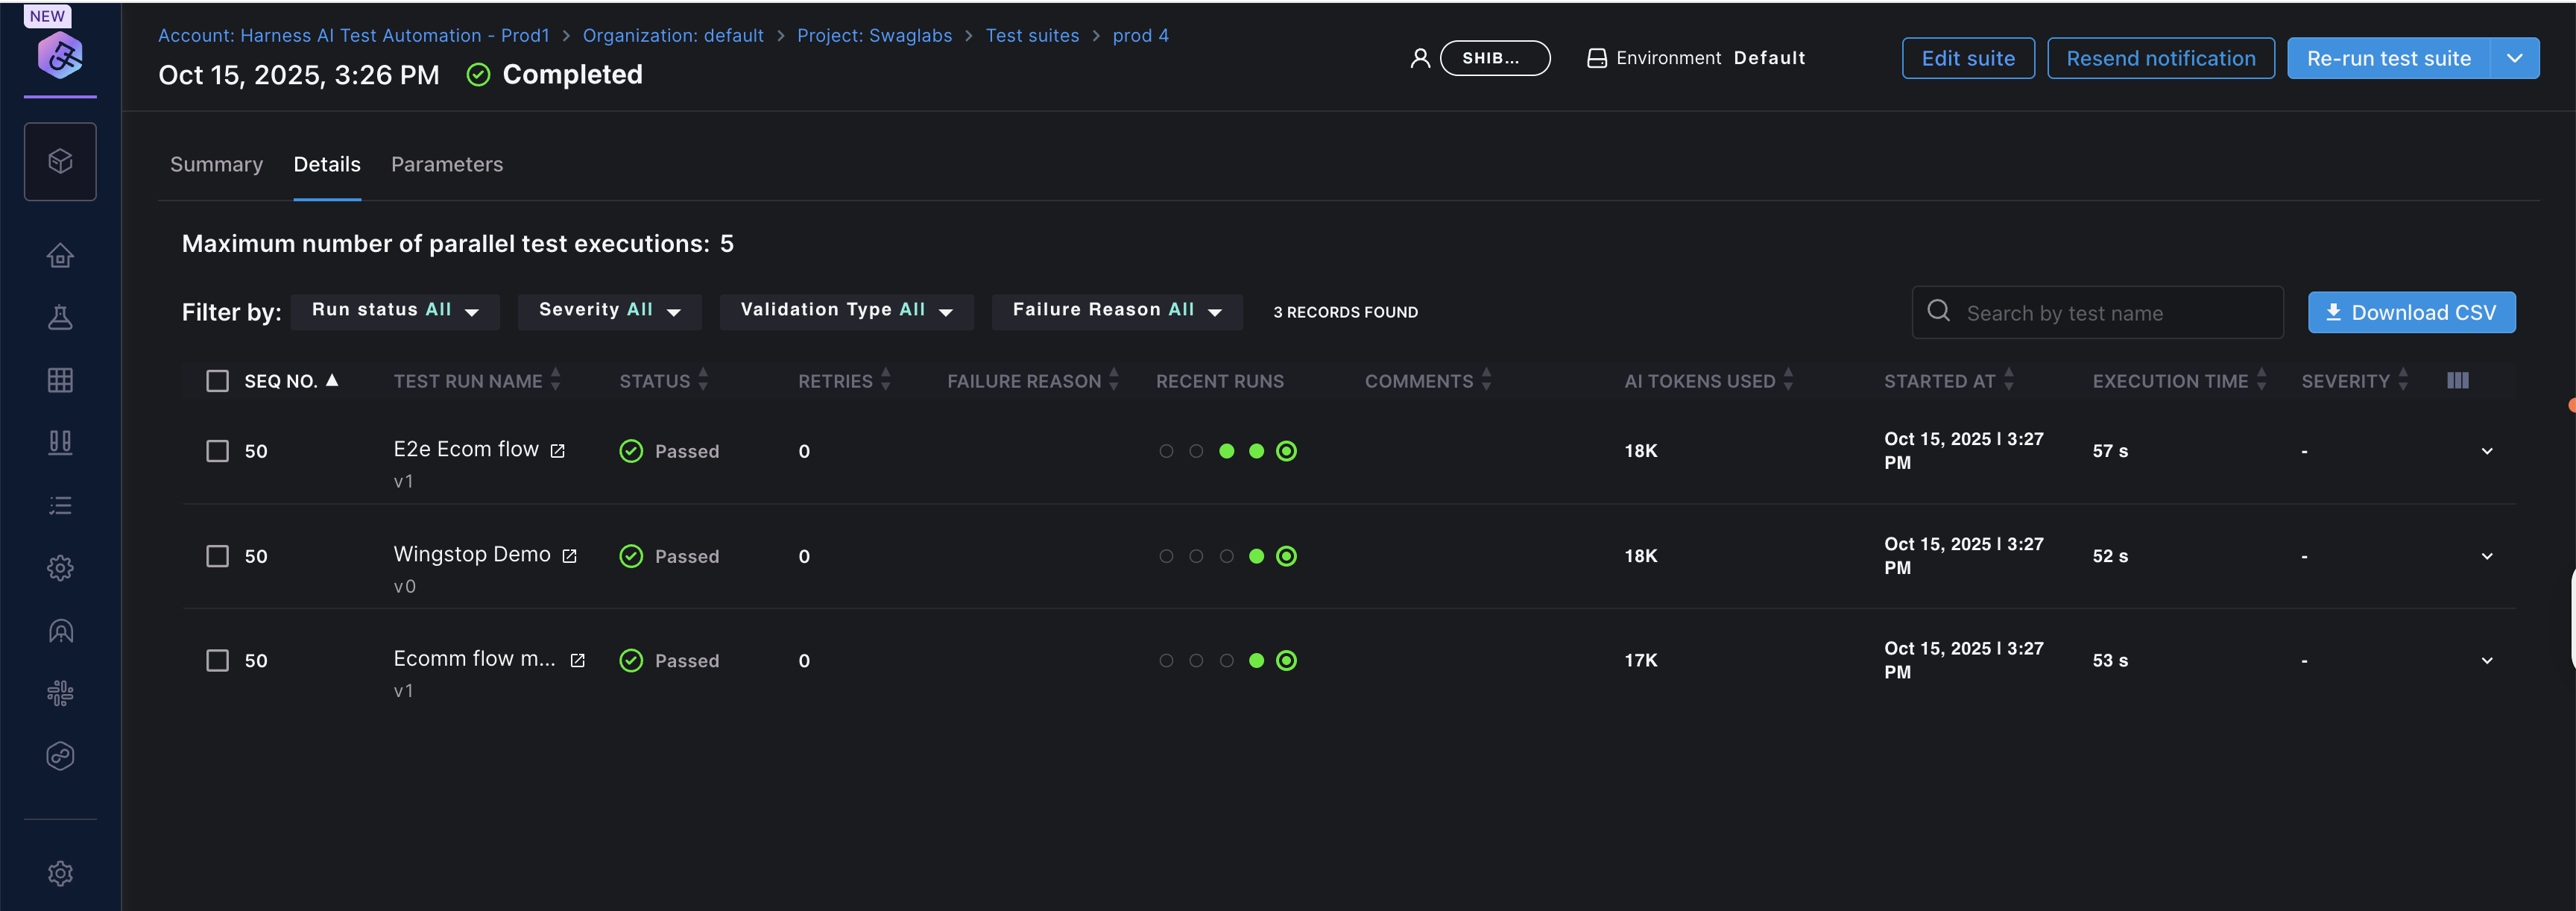 NEW
Account: Harness AI Test Automation - Prod1 > Organization: default > Project: Swaglabs > Test suites > prod 4
Oct 15, 2025, 3:26 PM Completed
SHIB... Environment Default Edit suite Resend notification Re-run test suite
Summary Details Parameters
Maximum number of parallel test executions: 5
Filter by: Run status All Severity All Validation Type All Failure Reason All 3 RECORDS FOUND Search by test name Download CSV
SEQ NO. TEST RUN NAME STATUS RETRIES FAILURE REASON RECENT RUNS COMMENTS AI TOKENS USED STARTED AT EXECUTION TIME SEVERITY
50 E2e Ecom flow Passed 0 18K Oct 15, 2025 | 3:27 57 s -
v1 PM
50 Wingstop Demo Passed 0 18K Oct 15, 2025 | 3:27 52 s -
v0 PM
50 Ecomm flow m... Passed 0 17K Oct 15, 2025 | 3:27 53 s -
v1 PM